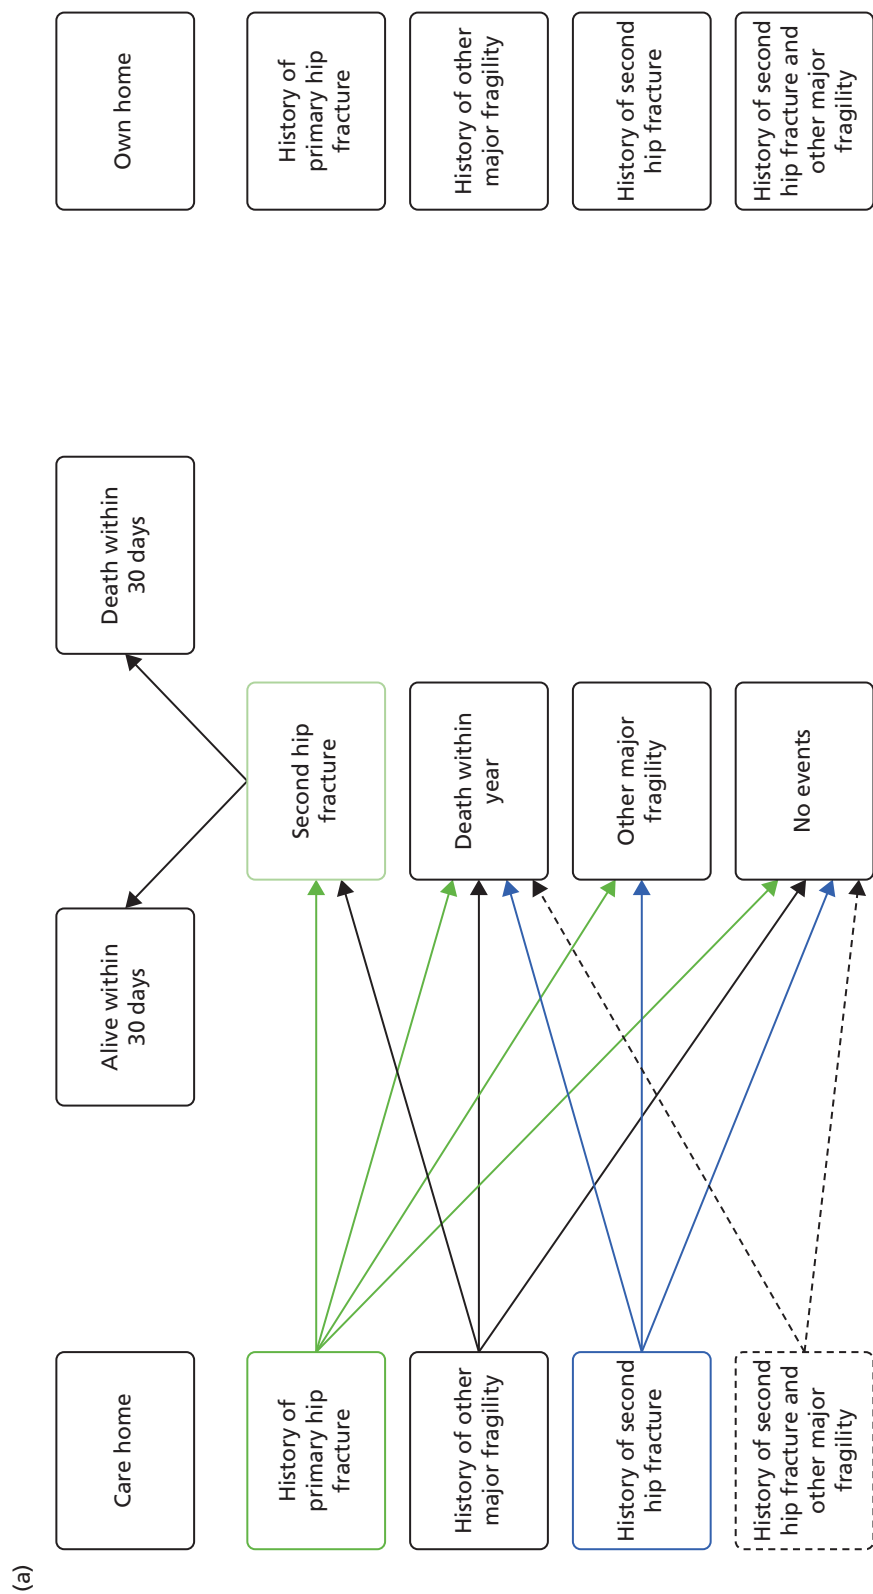 (a)
Care home
Alive within
30 days
Death within
30 days
Own home
History of
primary hip
fracture
Second hip
fracture
History of
primary hip
fracture
History of other
major fragility
Death within
year
History of other
major fragility
History of second
hip fracture
Other major
fragility
History of second
hip fracture
History of second
hip fracture and
other major
fragility
No events
History of second
hip fracture and
other major
fragility